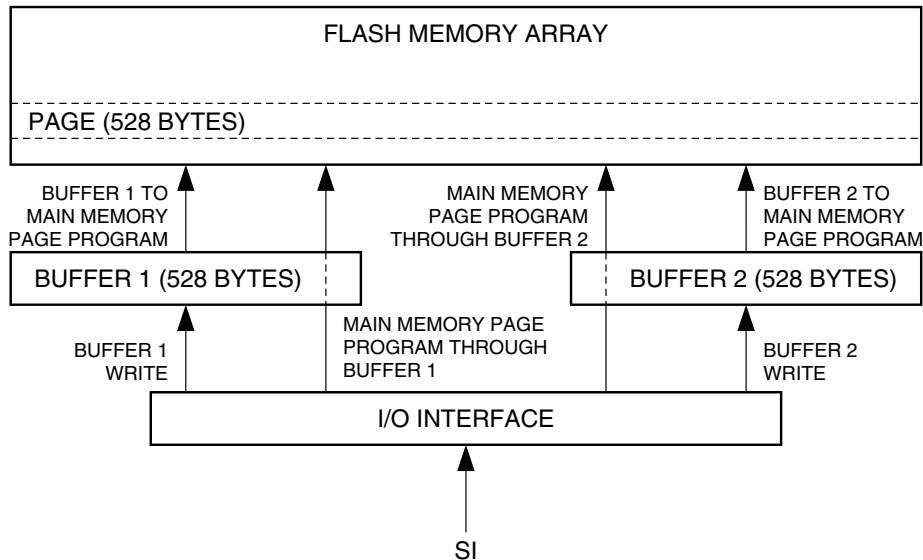 FLASH MEMORY ARRAY
PAGE (528 BYTES)
BUFFER 1 TO
MAIN MEMORY
PAGE PROGRAM
MAIN MEMORY
PAGE PROGRAM
THROUGH BUFFER 2
BUFFER 2 TO
MAIN MEMORY
PAGE PROGRAM
BUFFER 1 (528 BYTES)
BUFFER 2 (528 BYTES)
BUFFER 1
WRITE
MAIN MEMORY PAGE
PROGRAM THROUGH
BUFFER 1
BUFFER 2
WRITE
I/O INTERFACE
SI